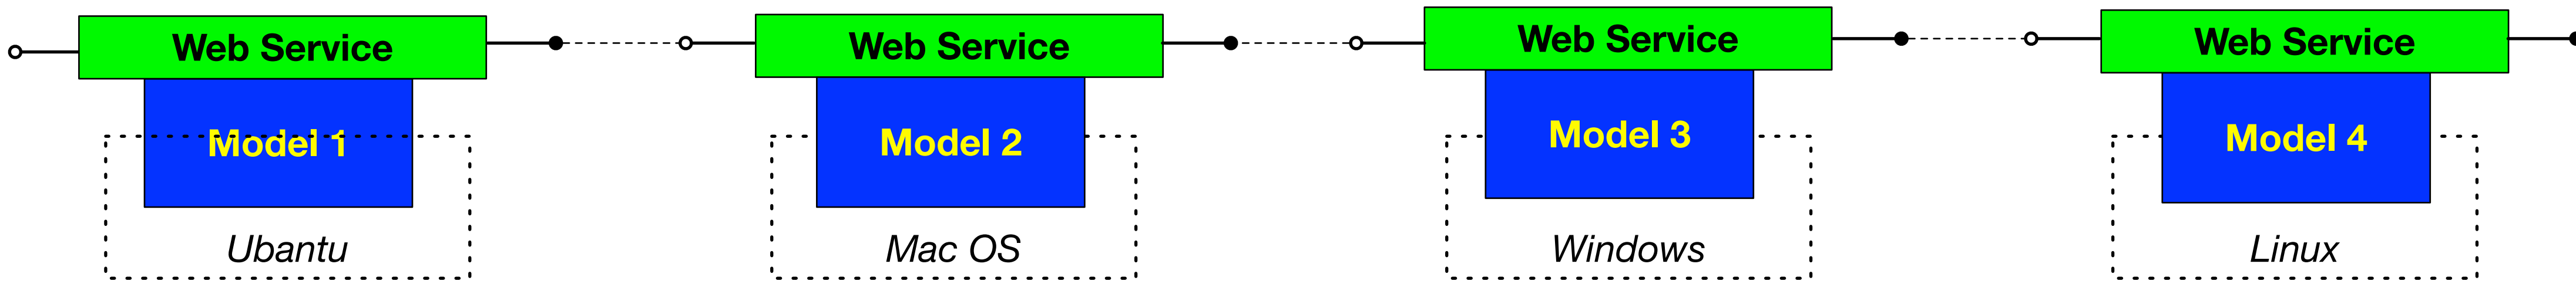 Web Service
Web Service
Web Service
Web Service
Model 1
Model 2
Model 3
Model 4
Ubantu
Mac OS
Windows
Linux